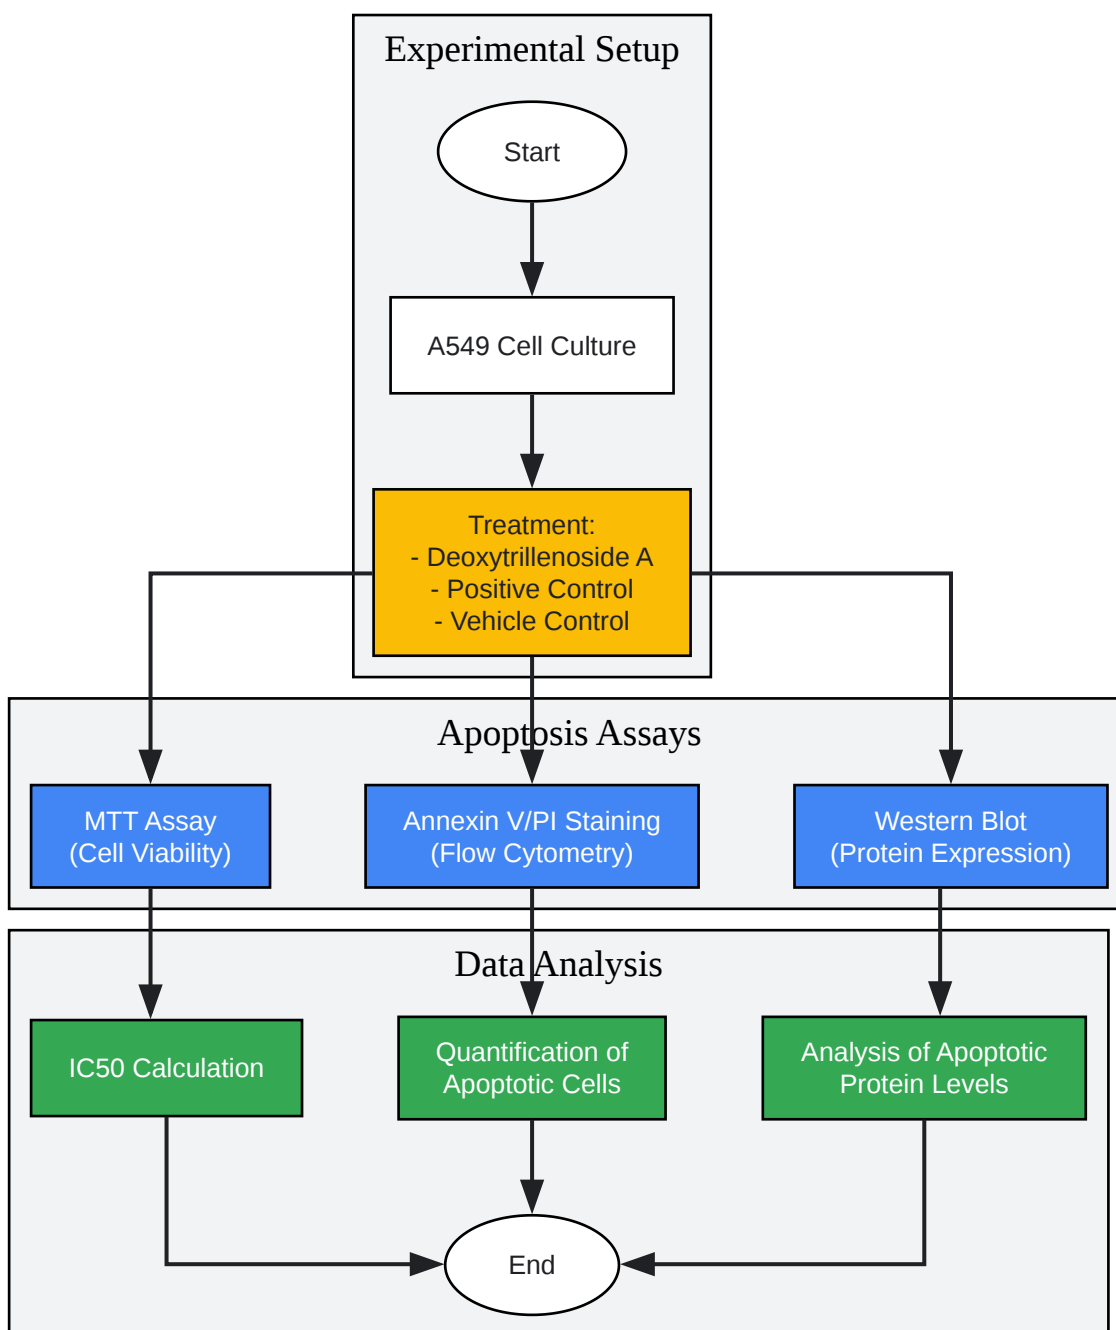 Experimental Setup
Start
A549 Cell Culture
Treatment:
- Deoxytrillenoside A
- Positive Control
- Vehicle Control
Apoptosis Assays
MTT Assay
(Cell Viability)
Annexin V/PI Staining
(Flow Cytometry)
Western Blot
(Protein Expression)
Data Analysis
IC50 Calculation
Quantification of
Apoptotic Cells
Analysis of Apoptotic
Protein Levels
End